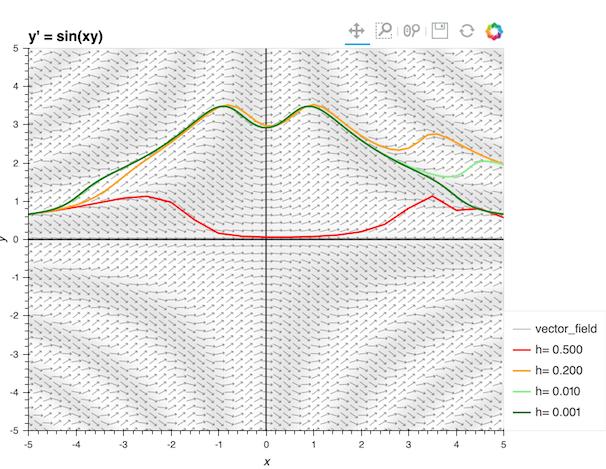 y' = sin(xy)
5
4
3
2
1
0
-1
-2
-3
-4
-5
y
-5
-4
-3
-2
-1
0
1
2
3
4
5
x
vector_field
h= 0.500
h= 0.200
h= 0.010
h= 0.001